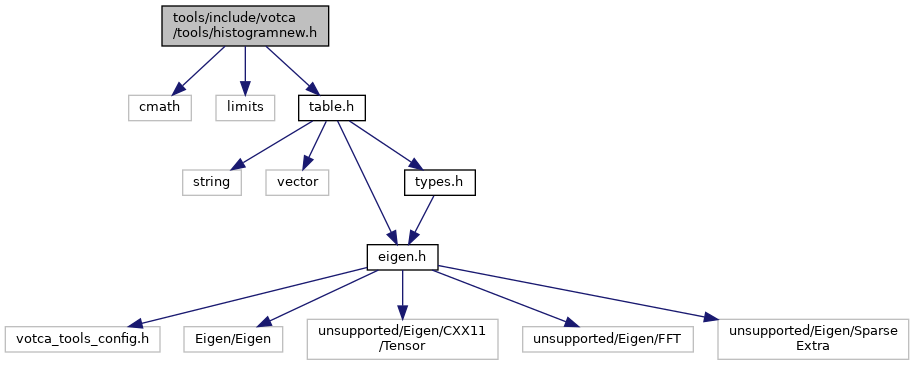 tools/include/votca
/tools/histogramnew.h
cmath
limits
table.h
string
vector
types.h
eigen.h
votca_tools_config.h
Eigen/Eigen
unsupported/Eigen/CXX11
/Tensor
unsupported/Eigen/FFT
unsupported/Eigen/Sparse
Extra